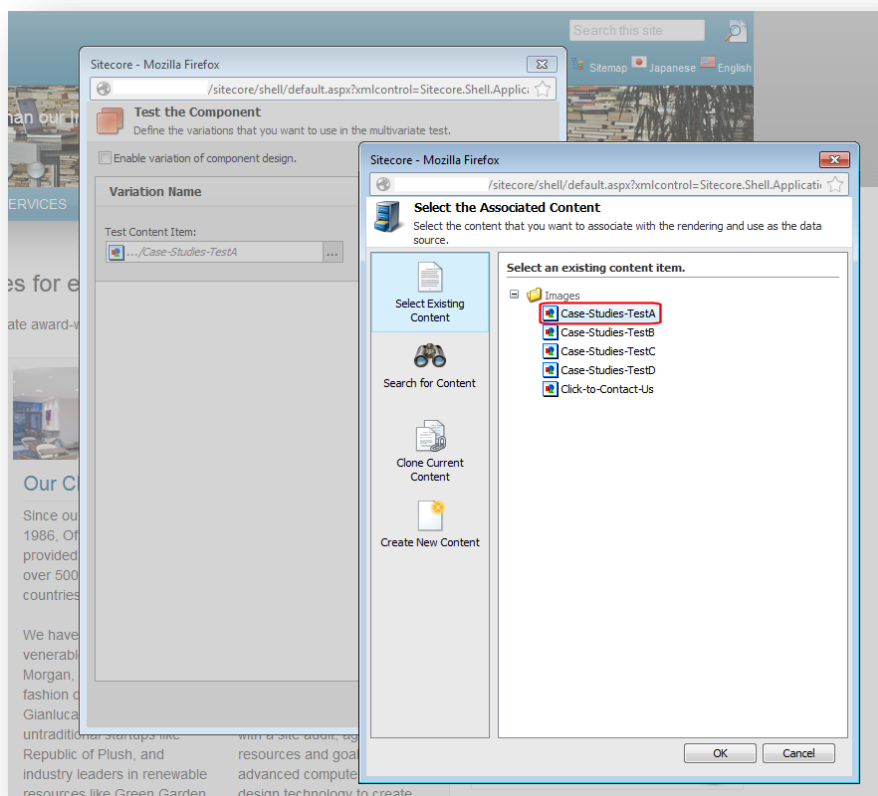 Search this site
Sitemap Japanese English
Sitecore - Mozilla Firefox
/sitecore/shell/default.aspx?xmlcontrol=Sitecore.Shell.Applica
Test the Component
Define the variations that you want to use in the multivariate test.
Enable variation of component design.
Variation Name
Test Content Item:
.../Case-Studies-TestA
...
Sitecore - Mozilla Firefox
/sitecore/shell/default.aspx?xmlcontrol=Sitecore.Shell.Applicati
Select the Associated Content
Select the content that you want to associate with the rendering and use as the data
source.
Select Existing
Content
Search for Content
Clone Current
Content
Create New Content
Select an existing content item.
Images
Case-Studies-TestA
Case-Studies-TestB
Case-Studies-TestC
Case-Studies-TestD
Click-to-Contact-Us
OK Cancel
ERVICES
es for e
ate award-w
Our Cl
Since ou
1986, Of
provided
over 500
countries
We have
venerabl
Morgan,
fashion d
Gianluca
untraditional startups like
Republic of Plush, and
industry leaders in renewable
resources like Green Garden
with a site audit, ag
resources and goal
advanced compute
design technology to create